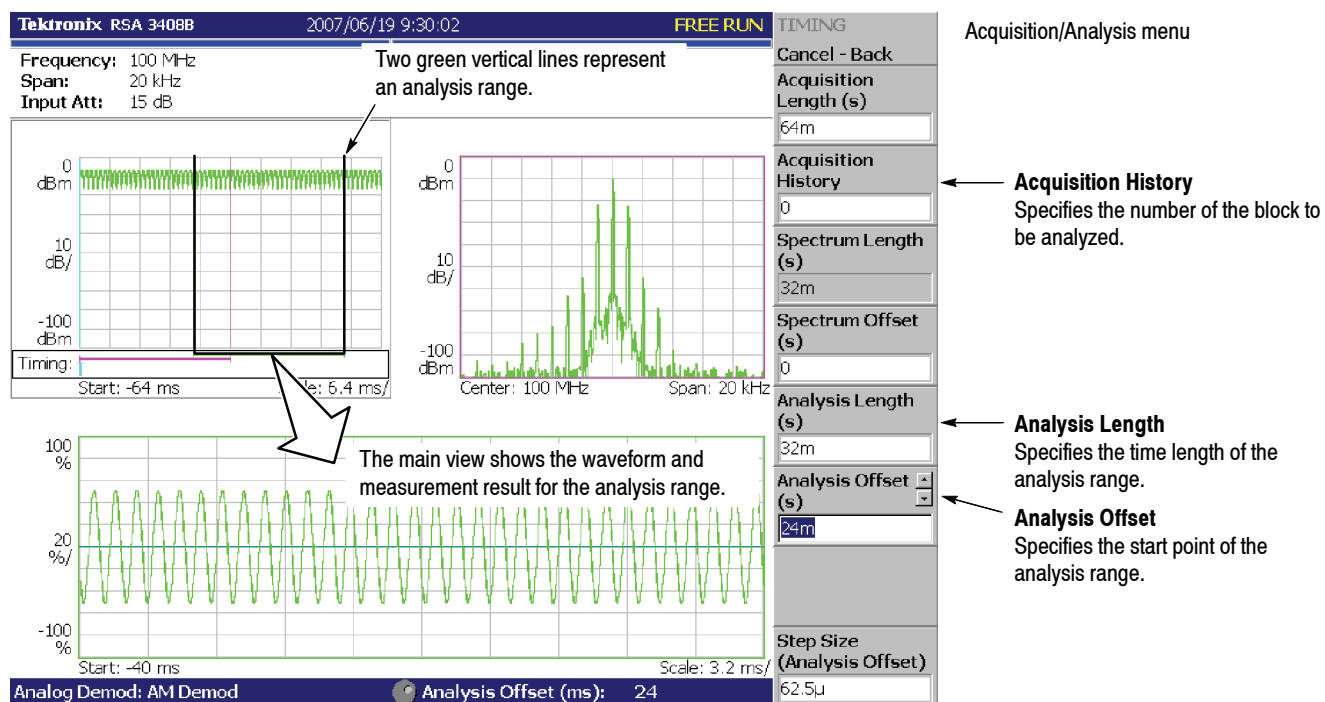 Tektronix RSA 3408B 2007/06/19 9:30:02 FREE RUN
Frequency: 100 MHz
Span: 20 kHz
Input Att: 15 dB
Two green vertical lines represent
an analysis range.
0
dBm
10
dB/
-100
dBm
Timing:
Start: -64 ms
e: 6.4 ms/
0
dBm
10
dB/
-100
dBm
Center: 100 MHz
Span: 20 kHz
100
%
20
%/
-100
%
The main view shows the waveform and
measurement result for the analysis range.
Start: -40 ms
Scale: 3.2 ms/
Analog Demod: AM Demod
Analysis Offset (ms): 24
TIMING
Cancel - Back
Acquisition
Length (s)
64m
Acquisition
History
0
Spectrum Length
(s)
32m
Spectrum Offset
(s)
0
Analysis Length
(s)
32m
Analysis Offset
(s)
24m
Step Size
(Analysis Offset)
62.5µ
Acquisition/Analysis menu
Acquisition History
Specifies the number of the block to
be analyzed.
Analysis Length
Specifies the time length of the
analysis range.
Analysis Offset
Specifies the start point of the
analysis range.